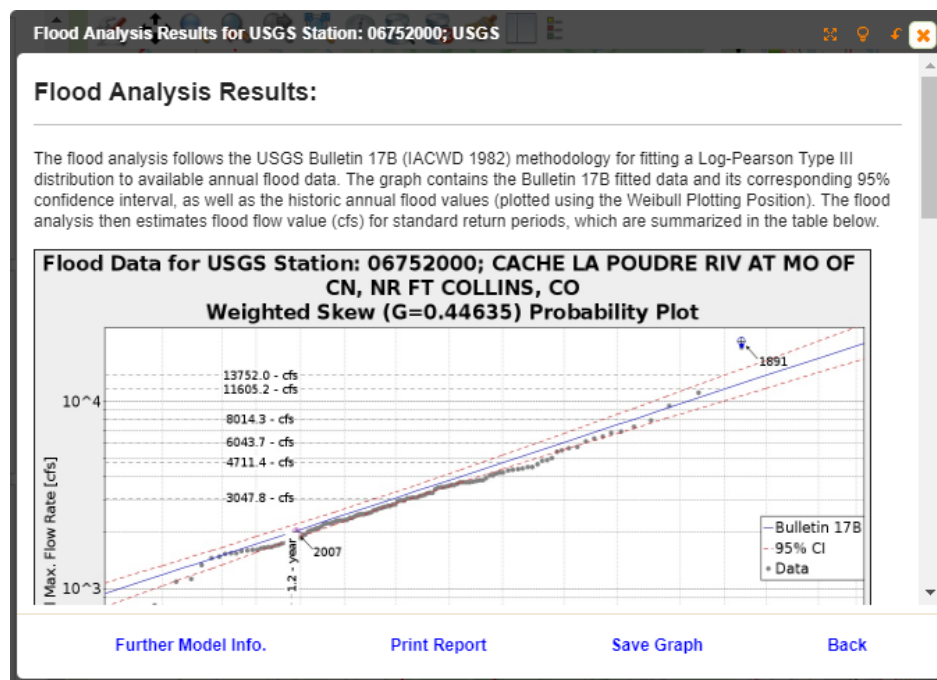 Flood Analysis Results for USGS Station: 06752000; USGS
Flood Analysis Results:
The flood analysis follows the USGS Bulletin 17B (IACWD 1982) methodology for fitting a Log-Pearson Type III
distribution to available annual flood data. The graph contains the Bulletin 17B fitted data and its corresponding 95%
confidence interval, as well as the historic annual flood values (plotted using the Weibull Plotting Position). The flood
analysis then estimates flood flow value (cfs) for standard return periods, which are summarized in the table below.
Flood Data for USGS Station: 06752000; CACHE LA POUDRE RIV AT MO OF
CN, NR FT COLLINS, CO
Weighted Skew (G=0.44635) Probability Plot
1891
13752.0 - cfs
11605.2 - cfs
10^4
8014.3 - cfs
6043.7 - cfs
4711.4 - cfs
3047.8 - cfs
Max. Flow Rate [cfs]
Bulletin 17B
95% CI
Data
2007
1.2 - year
10^3
Further Model Info.
Print Report
Save Graph
Back